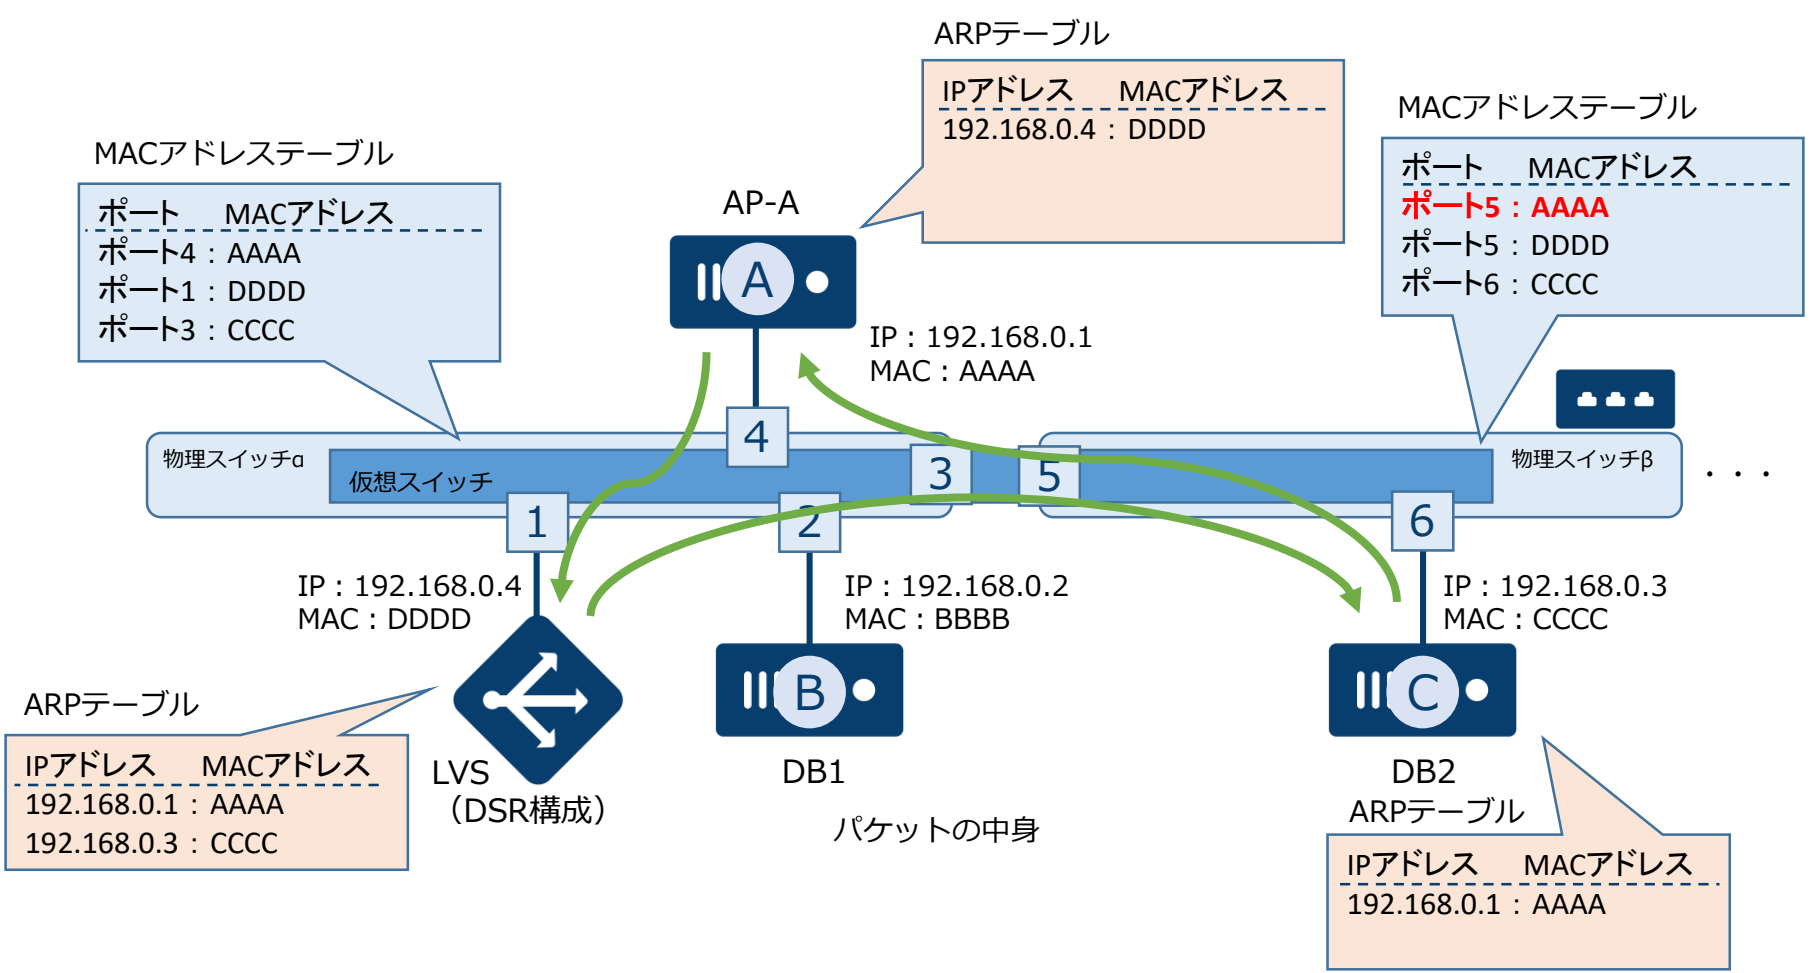 ARPテーブル
IPアドレス MACアドレス
192.168.0.4：DDDD
MACアドレステーブル
ポート MACアドレス
ポート5：AAAA
ポート5：DDDD
ポート6：CCCC
MACアドレステーブル
ポート MACアドレス
ポート4：AAAA
ポート1：DDDD
ポート3：CCCC
AP-A
A
IP：192.168.0.1
MAC：AAAA
物理スイッチα
仮想スイッチ
4
3
5
物理スイッチβ
・・・
1
2
6
IP：192.168.0.4
MAC：DDDD
IP：192.168.0.2
MAC：BBBB
IP：192.168.0.3
MAC：CCCC
B
C
LVS
（DSR構成）
DB1
DB2
ARPテーブル
IPアドレス MACアドレス
192.168.0.1：AAAA
192.168.0.3：CCCC
パケットの中身
ARPテーブル
IPアドレス MACアドレス
192.168.0.1：AAAA